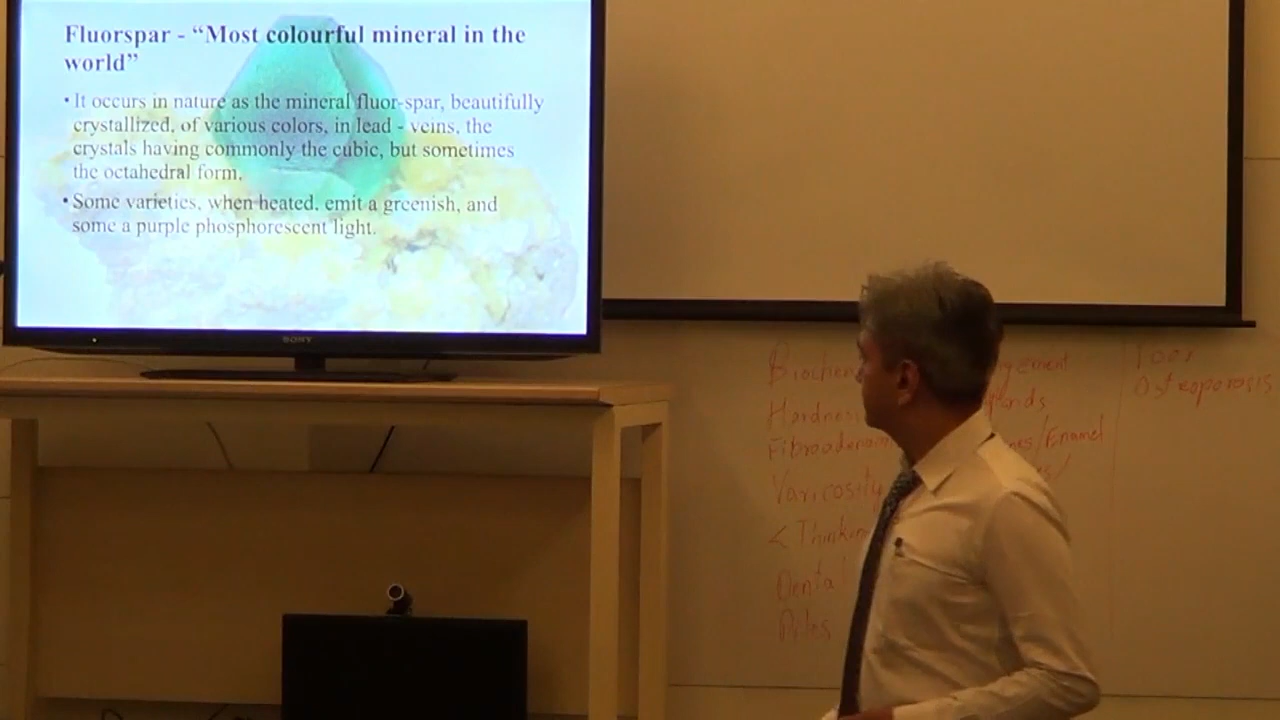 Fluorspar - “Most colourful mineral in the
world”
• It occurs in nature as the mineral fluor-spar, beautifully
crystallized, of various colors, in lead - veins, the
crystals having commonly the cubic, but sometimes
the octahedral form.
• Some varieties, when heated, emit a greenish, and
some a purple phosphorescent light.
SONY
Hardness
/Enamel
Varicosity
Dental
Piles
Osteoporosis